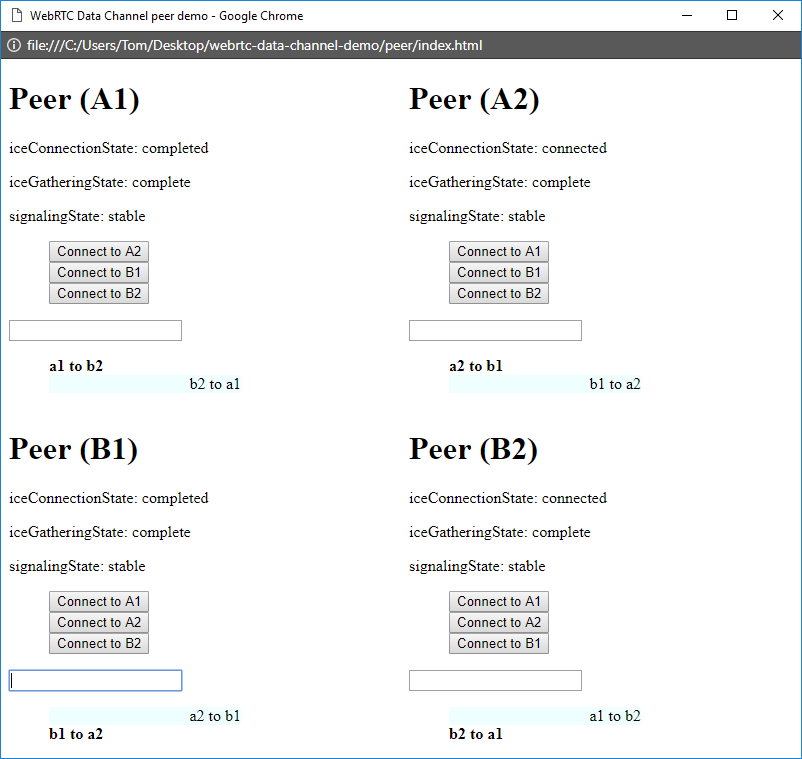 WebRTC Data Channel peer demo - Google Chrome
file:///C:/Users/Tom/Desktop/webrtc-data-channel-demo/peer/index.html
Peer (A1)
iceConnectionState: completed
iceGatheringState: complete
signalingState: stable
Connect to A2
Connect to B1
Connect to B2
a1 to b2
b2 to a1
Peer (A2)
iceConnectionState: connected
iceGatheringState: complete
signalingState: stable
Connect to A1
Connect to B1
Connect to B2
a2 to b1
b1 to a2
Peer (B1)
iceConnectionState: completed
iceGatheringState: complete
signalingState: stable
Connect to A1
Connect to A2
Connect to B2
a2 to b1
b1 to a2
Peer (B2)
iceConnectionState: connected
iceGatheringState: complete
signalingState: stable
Connect to A1
Connect to A2
Connect to B1
a1 to b2
b2 to a1